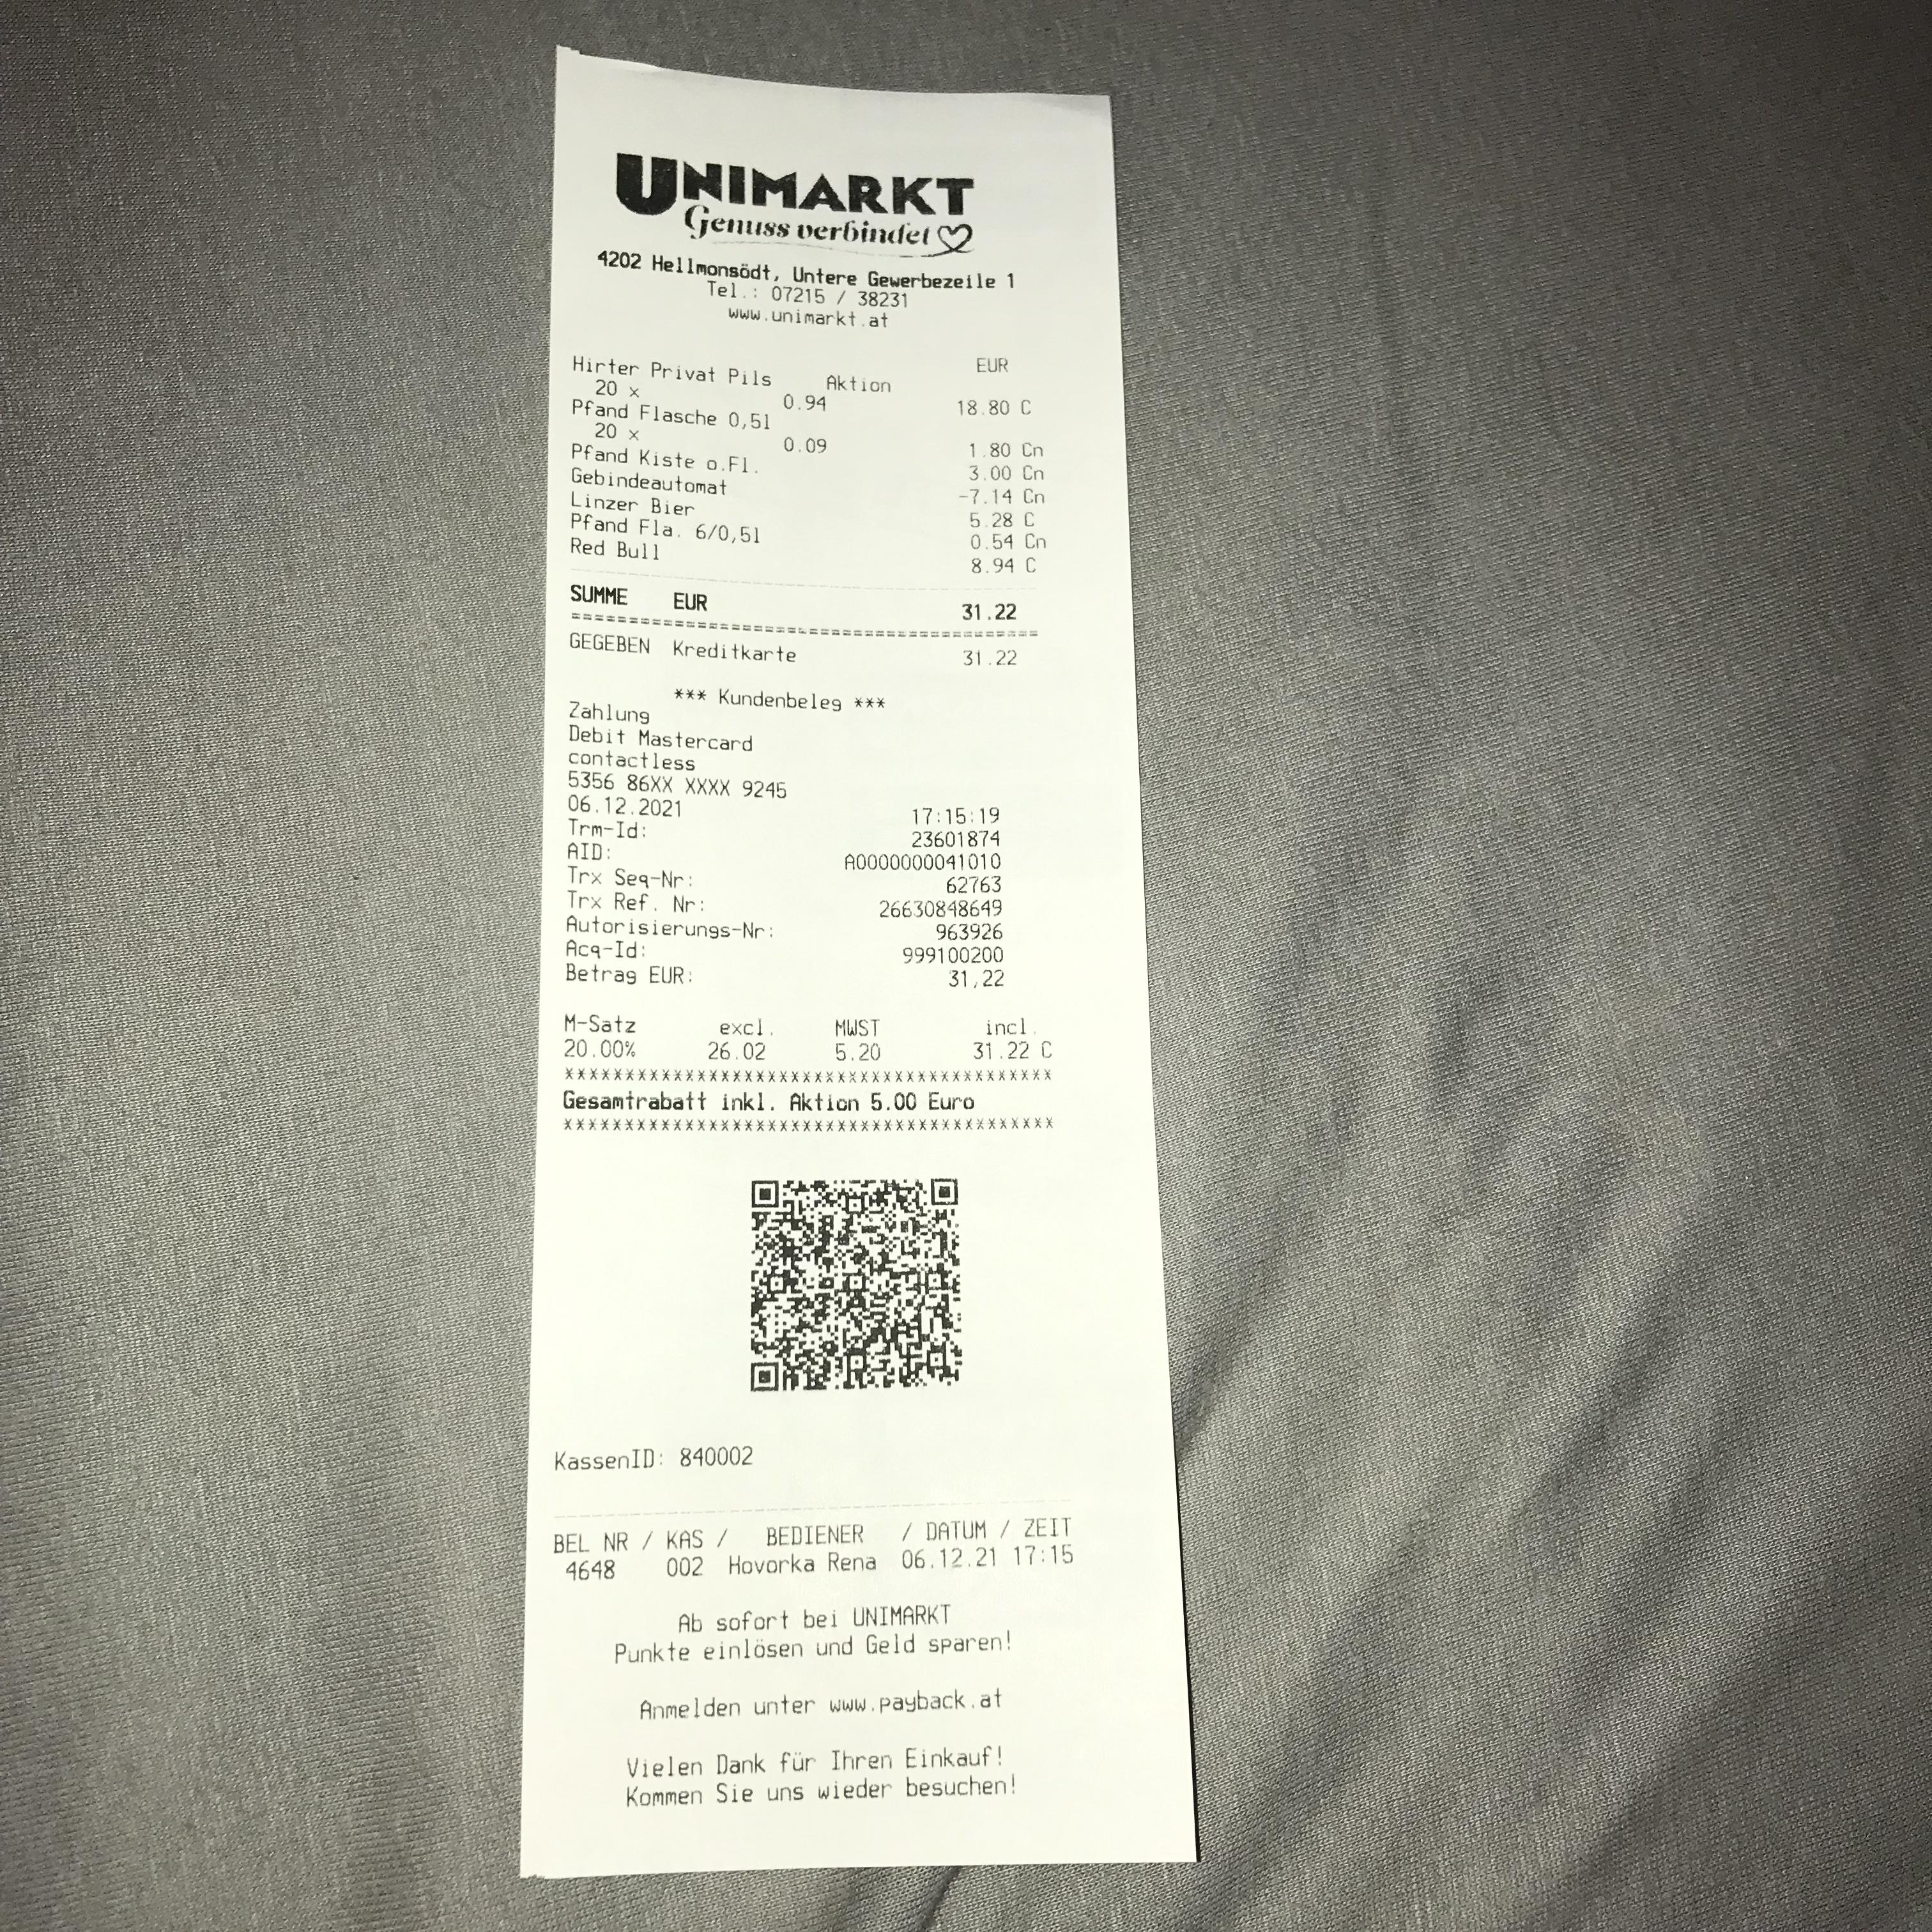 UNIMARKT
Genuss verbindet
4202 Hellmonsödt, Untere Gewerbezeile 1
Tel.: 07215 / 38231
www.unimarkt.at
EUR
Hirter Privat Pils Aktion
20 x 0.94 18.80 C
Pfand Flasche 0,5l
20 x 0.09 1.80 Cn
Pfand Kiste o.Fl. 3.00 Cn
Gebindeautomat -7.14 Cn
Linzer Bier 5.28 C
Pfand Fla. 6/0,5l 0.54 Cn
Red Bull 8.94 C
SUMME EUR 31.22
========================================
GEGEBEN Kreditkarte 31.22
*** Kundenbeleg ***
Zahlung
Debit Mastercard
contactless
5356 86XX XXXX 9245
06.12.2021 17:15:19
Trm-Id: 23601874
AID: A0000000041010
Trx Seq-Nr: 62763
Trx Ref. Nr: 26630848649
Autorisierungs-Nr: 963926
Acq-Id: 999100200
Betrag EUR: 31,22
M-Satz excl. MWST incl.
20.00% 26.02 5.20 31.22 C
****************************************
Gesamtrabatt inkl. Aktion 5.00 Euro
****************************************
KassenID: 840002
BEL NR / KAS / BEDIENER / DATUM / ZEIT
4648 002 Hovorka Rena 06.12.21 17:15
Ab sofort bei UNIMARKT
Punkte einlösen und Geld sparen!
Anmelden unter www.payback.at
Vielen Dank für Ihren Einkauf!
Kommen Sie uns wieder besuchen!